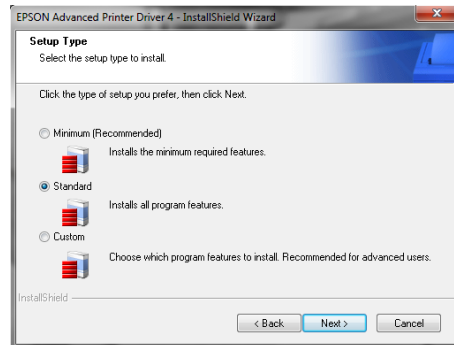 EPSON Advanced Printer Driver 4 - InstallShield Wizard
Setup Type
Select the setup type to install.
Click the type of setup you prefer, then click Next.
Minimum (Recommended)
Installs the minimum required features.
Standard
Installs all program features.
Custom
Choose which program features to install. Recommended for advanced users.
InstallShield
< Back Next > Cancel